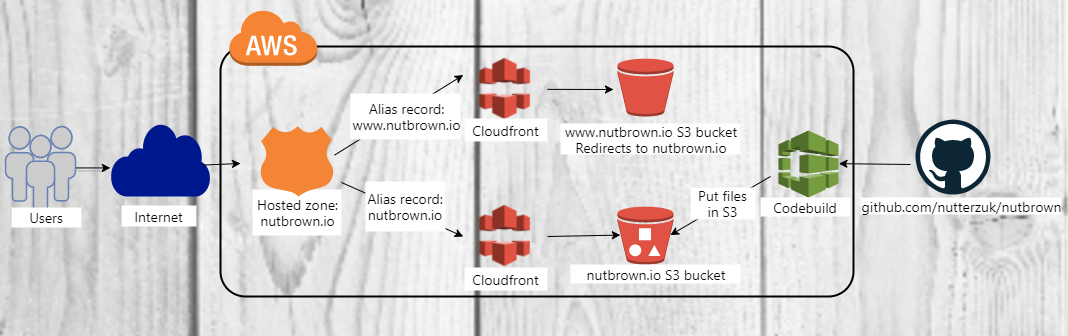 AWS
Users
Internet
Hosted zone:
nutbrown.io
Alias record:
www.nutbrown.io
Alias record:
nutbrown.io
Cloudfront
www.nutbrown.io S3 bucket
Redirects to nutbrown.io
Cloudfront
nutbrown.io S3 bucket
Put files
in S3
Codebuild
github.com/nutterzuk/nutbrown